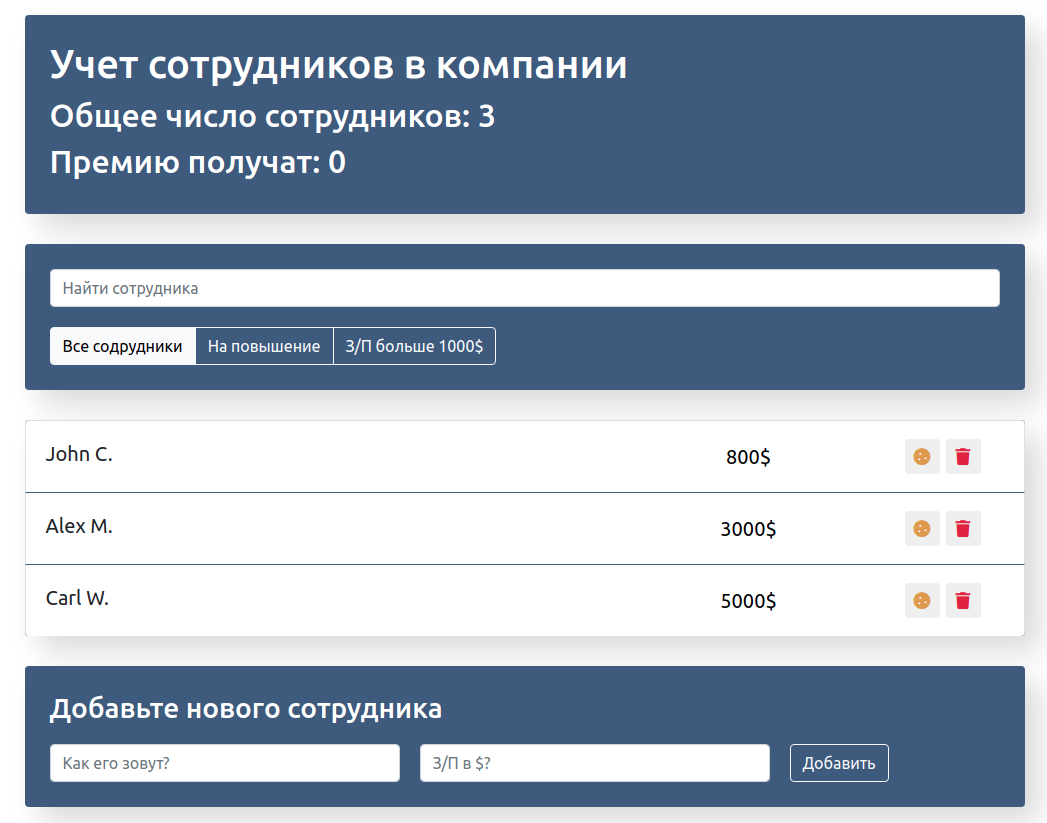 Учет сотрудников в компании
Общее число сотрудников: 3
Премию получат: 0
Найти сотрудника
Все содрудники На повышение З/П больше 1000$
John C. 800$
Alex M. 3000$
Carl W. 5000$
Добавьте нового сотрудника
Как его зовут? З/П в $? Добавить